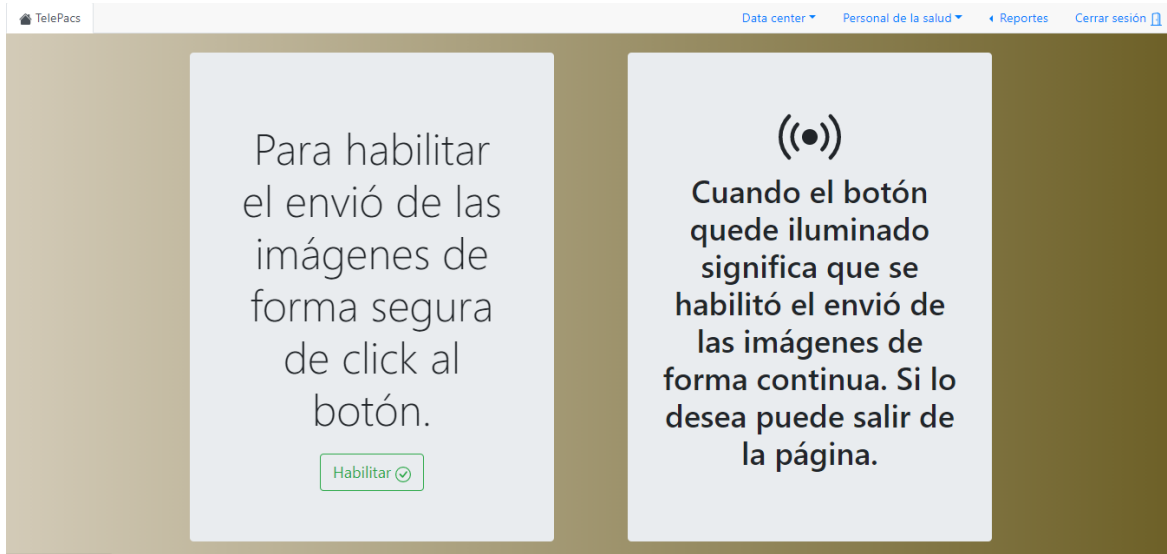 TelePacs
Data center
Personal de la salud
Reportes
Cerrar sesión
Para habilitar
el envió de las
imágenes de
forma segura
de click al
botón.
Habilitar
Cuando el botón
quede iluminado
significa que se
habilitó el envió de
las imágenes de
forma continua. Si lo
desea puede salir de
la página.